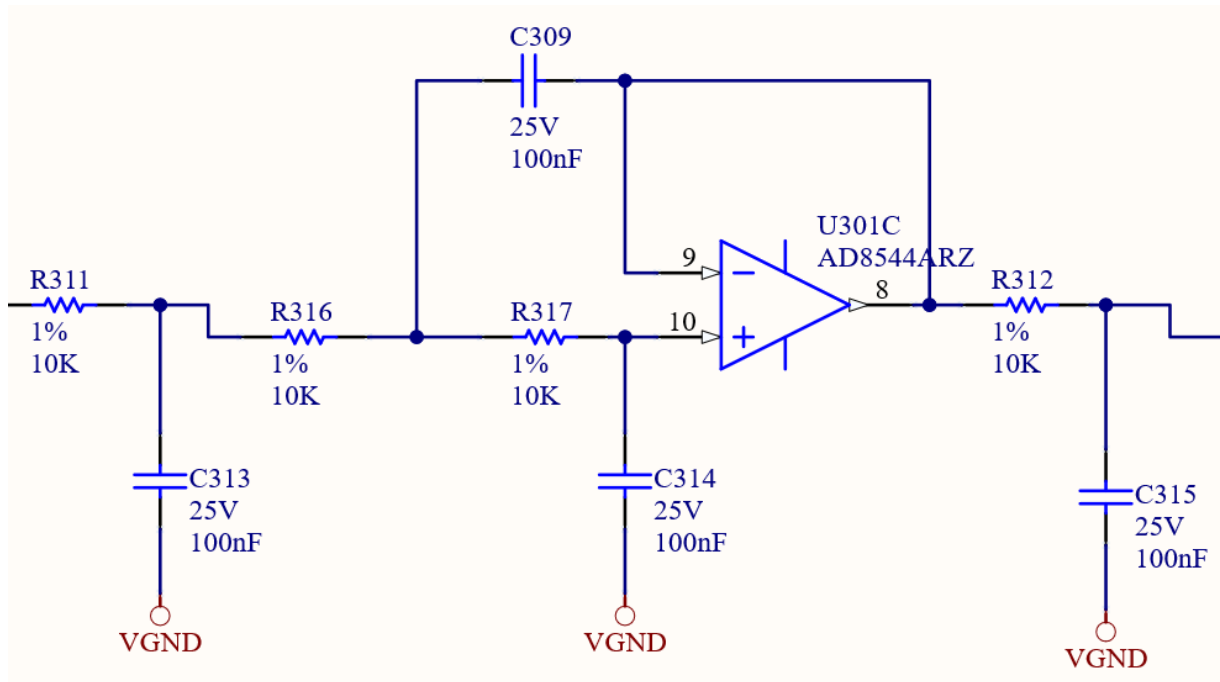 C309
25V
100nF
U301C
AD8544ARZ
9
8
10
R311
1%
10K
R316
1%
10K
R317
1%
10K
R312
1%
10K
C313
25V
100nF
C314
25V
100nF
C315
25V
100nF
VGND
VGND
VGND